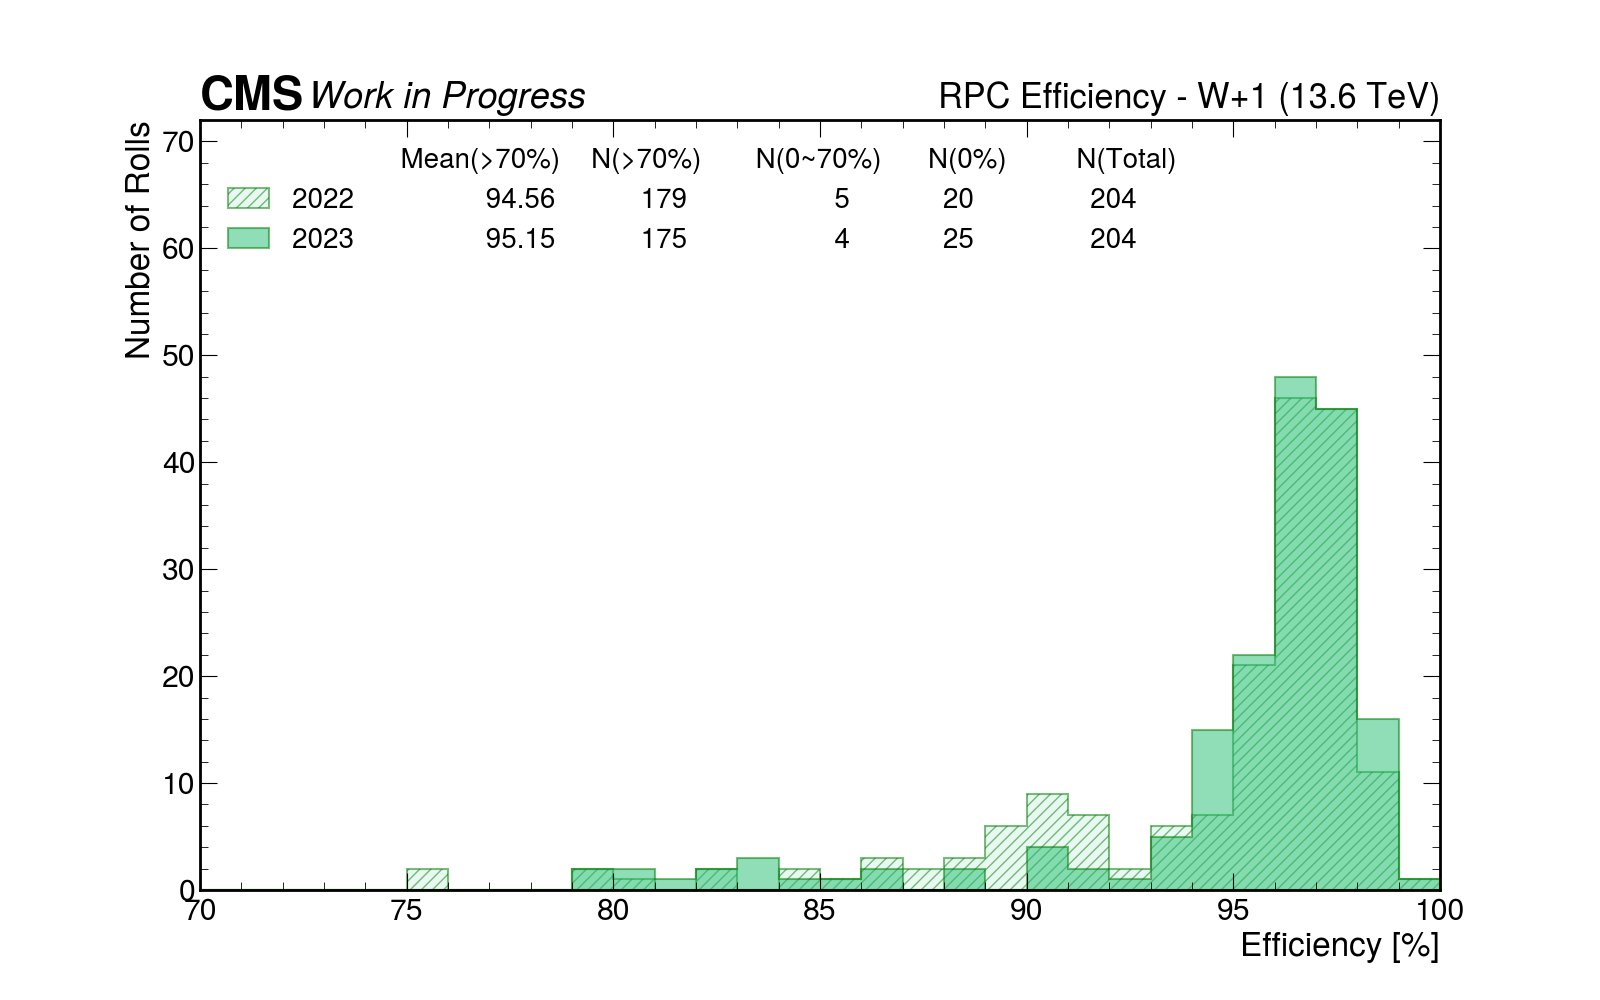 CMS Work in Progress RPC Efficiency - W+1 (13.6 TeV)
Number of Rolls
Mean(>70%) N(>70%) N(0~70%) N(0%) N(Total)
2022 94.56 179 5 20 204
2023 95.15 175 4 25 204
70
60
50
40
30
20
10
0
70 75 80 85 90 95 100
Efficiency [%]